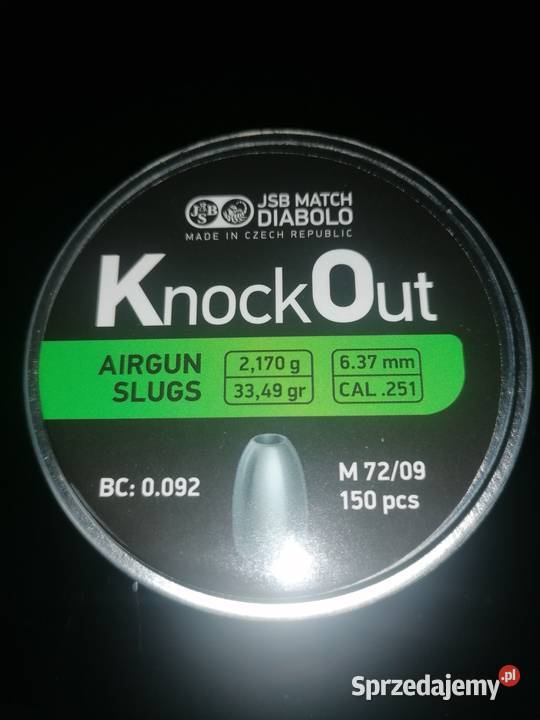 JSB
JSB MATCH
DIABOLO
MADE IN CZECH REPUBLIC
KnockOut
AIRGUN
SLUGS
2,170 g
33,49 gr
6.37 mm
CAL .251
BC: 0.092
M 72/09
150 pcs
Sprzedajemy.pl